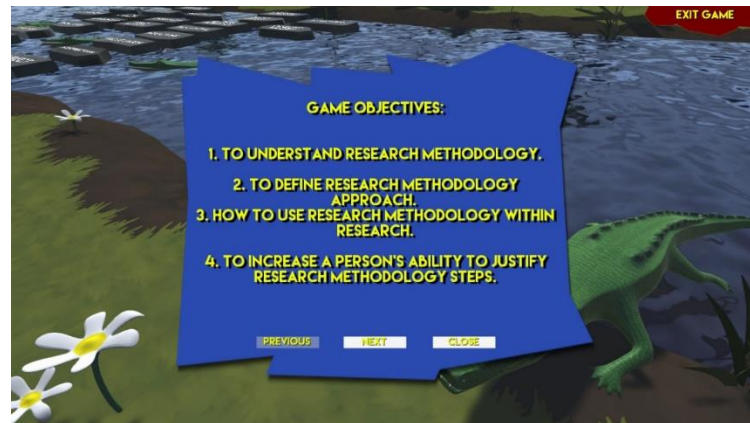 EXIT GAME
GAME OBJECTIVES:
1. TO UNDERSTAND RESEARCH METHODOLOGY.
2. TO DEFINE RESEARCH METHODOLOGY
APPROACH.
3. HOW TO USE RESEARCH METHODOLOGY WITHIN
RESEARCH.
4. TO INCREASE A PERSON'S ABILITY TO JUSTIFY
RESEARCH METHODOLOGY STEPS.
PREVIOUS NEXT CLOSE